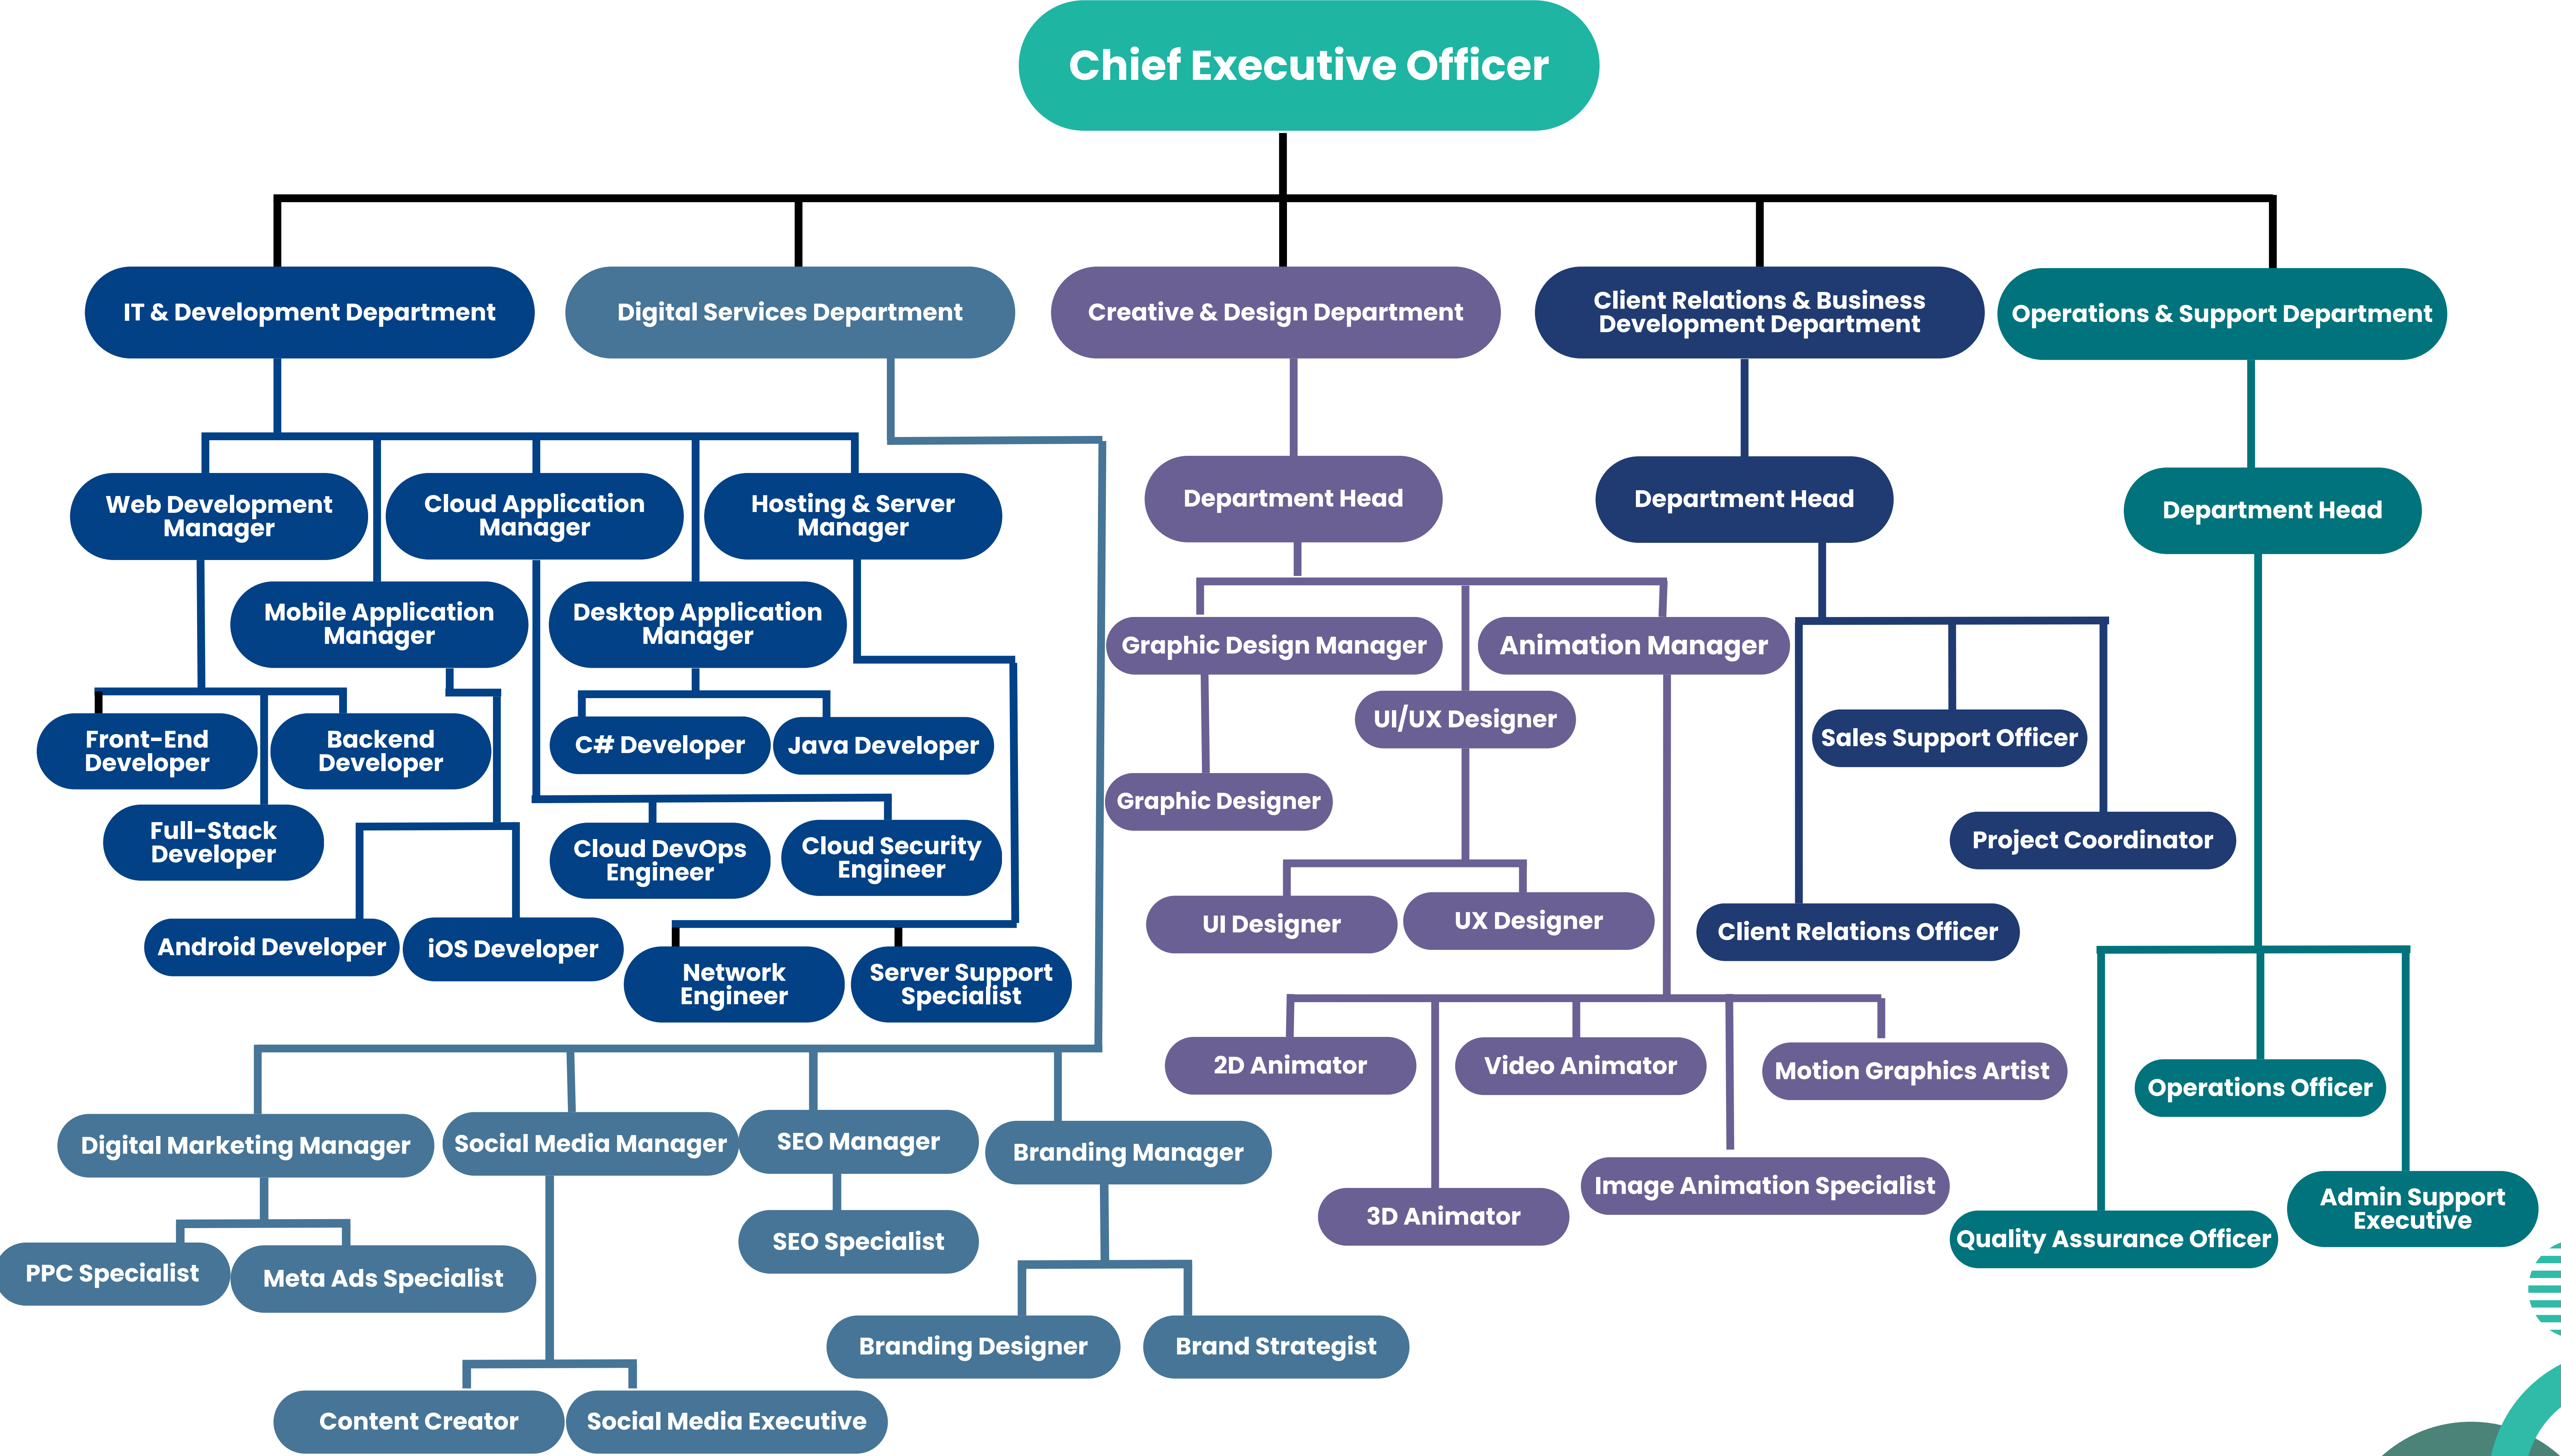 Chief Executive Officer
IT & Development Department
Digital Services Department
Creative & Design Department
Client Relations & Business
Development Department
Operations & Support Department
Web Development
Manager
Cloud Application
Manager
Hosting & Server
Manager
Department Head
Department Head
Department Head
Mobile Application
Manager
Desktop Application
Manager
Graphic Design Manager
Animation Manager
UI/UX Designer
Sales Support Officer
Front-End
Developer
Backend
Developer
C# Developer
Java Developer
Graphic Designer
Project Coordinator
Full-Stack
Developer
Cloud DevOps
Engineer
Cloud Security
Engineer
UI Designer
UX Designer
Client Relations Officer
Android Developer
iOS Developer
Network
Engineer
Server Support
Specialist
2D Animator
Video Animator
Motion Graphics Artist
Operations Officer
Digital Marketing Manager
Social Media Manager
SEO Manager
Branding Manager
Image Animation Specialist
3D Animator
Admin Support
Executive
Quality Assurance Officer
SEO Specialist
PPC Specialist
Meta Ads Specialist
Branding Designer
Brand Strategist
Content Creator
Social Media Executive